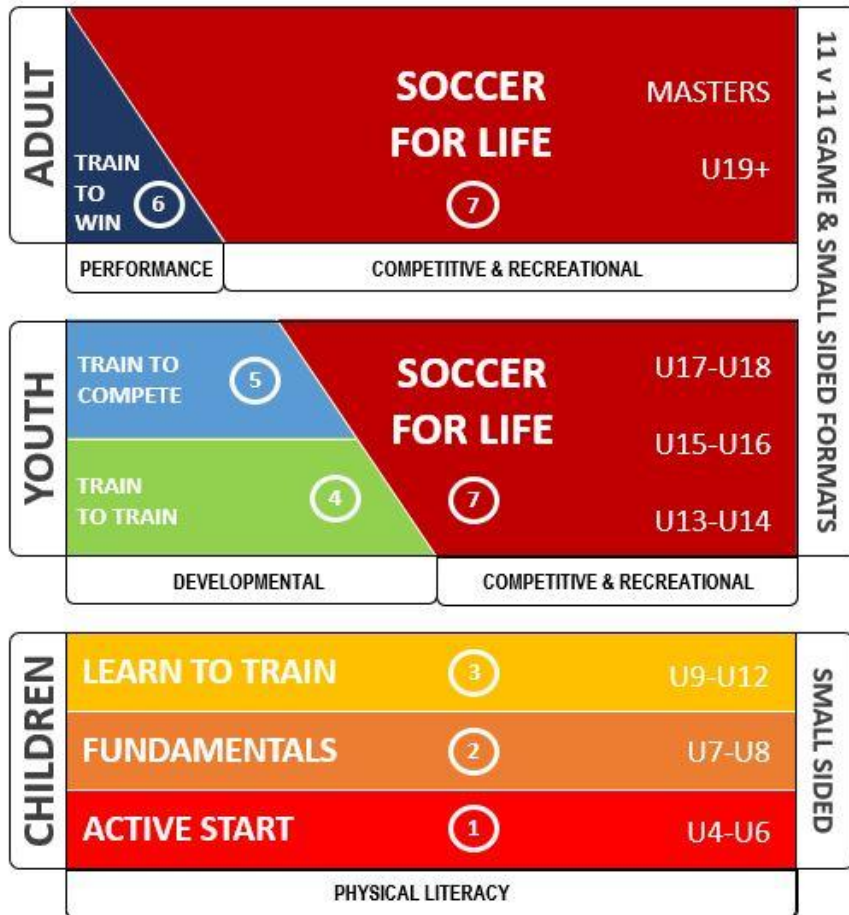 ADULT
TRAIN
TO
WIN
6
SOCCER
FOR LIFE
7
MASTERS
U19+
PERFORMANCE
COMPETITIVE & RECREATIONAL
11 v 11 GAME & SMALL SIDED FORMATS
YOUTH
TRAIN TO
COMPETE
5
TRAIN
TO TRAIN
4
SOCCER
FOR LIFE
7
U17-U18
U15-U16
U13-U14
DEVELOPMENTAL
COMPETITIVE & RECREATIONAL
CHILDREN
LEARN TO TRAIN 3 U9-U12
FUNDAMENTALS 2 U7-U8
ACTIVE START 1 U4-U6
SMALL SIDED
PHYSICAL LITERACY